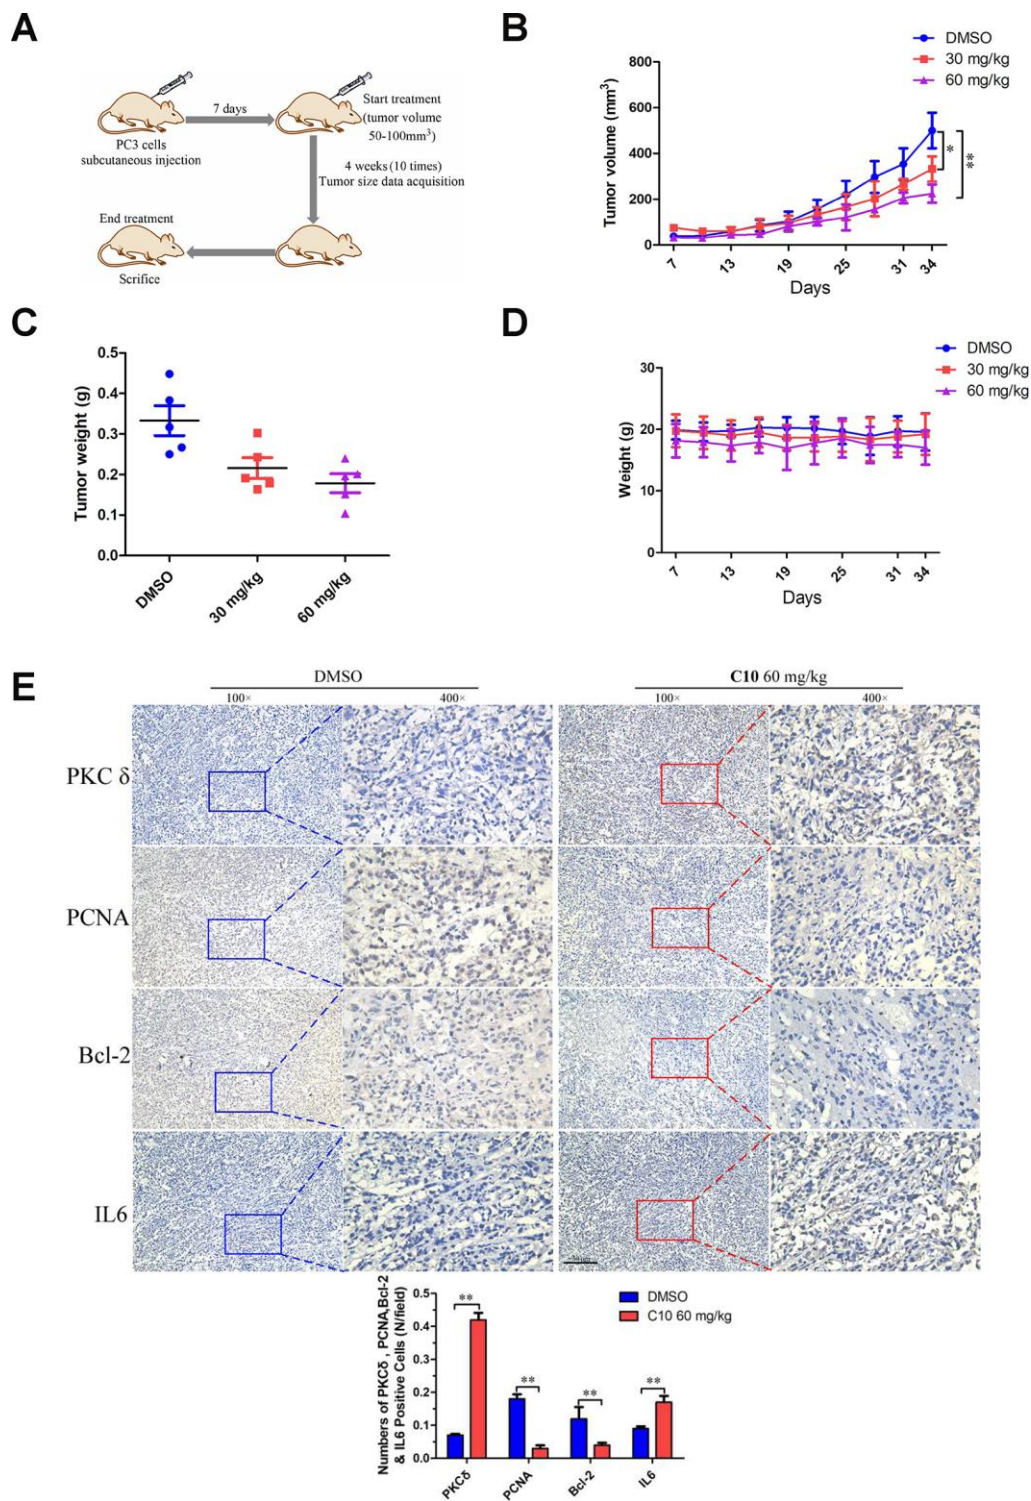 A
7 days
PC3 cells
subcutaneous injection
Start treatment
(tumor volume
50-100mm³)
4 weeks (10 times)
Tumor size data acquisition
End treatment
Scrifice
B
DMSO
30 mg/kg
60 mg/kg
Tumor volume (mm³)
800
600
400
200
0
7 13 19 25 31 34
Days
*
**
C
Tumor weight (g)
0.5
0.4
0.3
0.2
0.1
0.0
DMSO
30 mg/kg
60 mg/kg
D
DMSO
30 mg/kg
60 mg/kg
Weight (g)
30
20
10
0
7 13 19 25 31 34
Days
E
DMSO
100× 400×
C10 60 mg/kg
100× 400×
PKC δ
PCNA
Bcl-2
IL6
Numbers of PKCδ , PCNA,Bcl-2
& IL6 Positive Cells (N/field)
0.5
0.4
0.3
0.2
0.1
0.0
** ** ** **
DMSO
C10 60 mg/kg
PKCδ
PCNA
Bcl-2
IL6